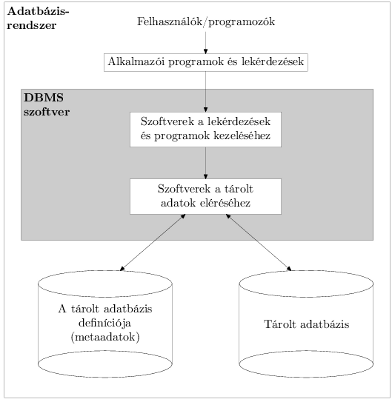 Adatbázis-
rendszer
Felhasználók/programozók
Alkalmazói programok és lekérdezések
DBMS
szoftver
Szoftverek a lekérdezések
és programok kezeléséhez
Szoftverek a tárolt
adatok eléréséhez
A tárolt adatbázis
definíciója
(metaadatok)
Tárolt adatbázis